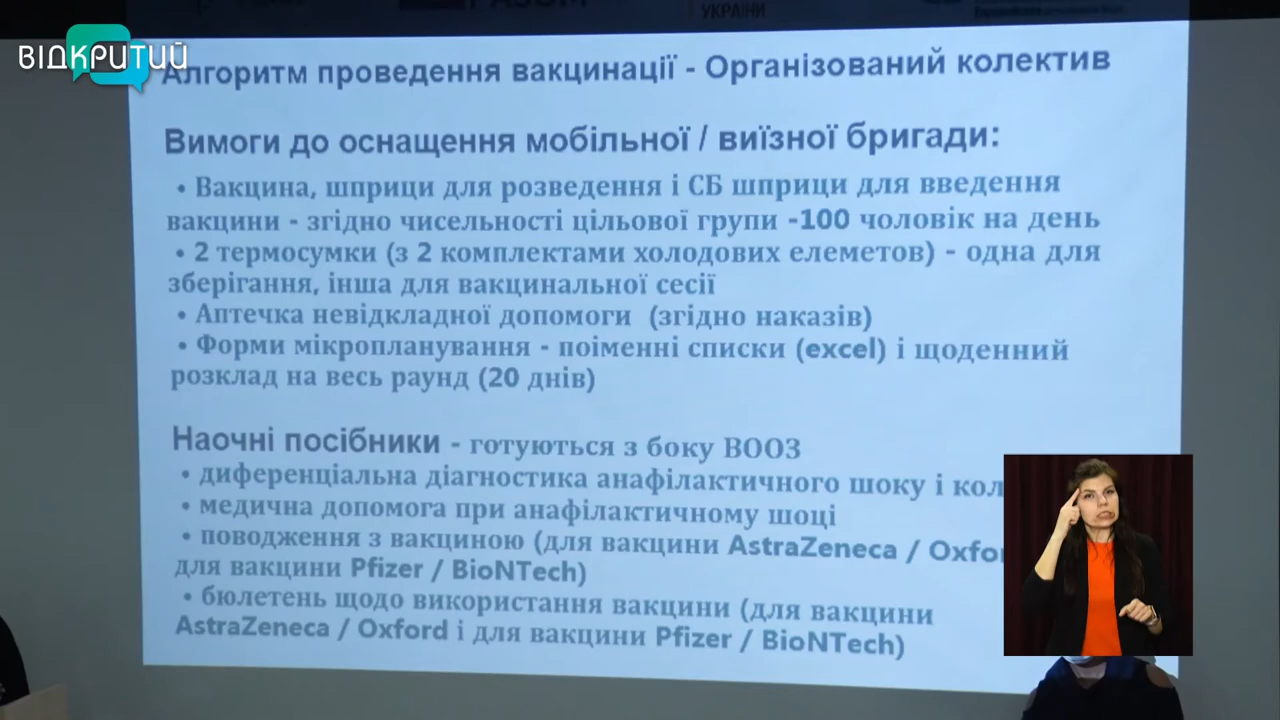 РАЗОМ
УКРАЇНИ
ВІДКРИТИЙ
Алгоритм проведення вакцинації - Організований колектив
Вимоги до оснащення мобільної / виїзної бригади:
• Вакцина, шприци для розведення і СБ шприци для введення
вакцини - згідно чисельності цільової групи -100 чоловік на день
• 2 термосумки (з 2 комплектами холодових елеметов) - одна для
зберігання, інша для вакцинальної сесії
• Аптечка невідкладної допомоги (згідно наказів)
• Форми мікропланування - поіменні списки (excel) і щоденний
розклад на весь раунд (20 днів)
Наочні посібники - готуються з боку ВООЗ
• диференціальна діагностика анафілактичного шоку і кол
• медична допомога при анафілактичному шоці
• поводження з вакциною (для вакцини AstraZeneca / Oxfo
для вакцини Pfizer / BioNTech)
• бюлетень щодо використання вакцини (для вакцини
AstraZeneca / Oxford і для вакцини Pfizer / BioNTech)